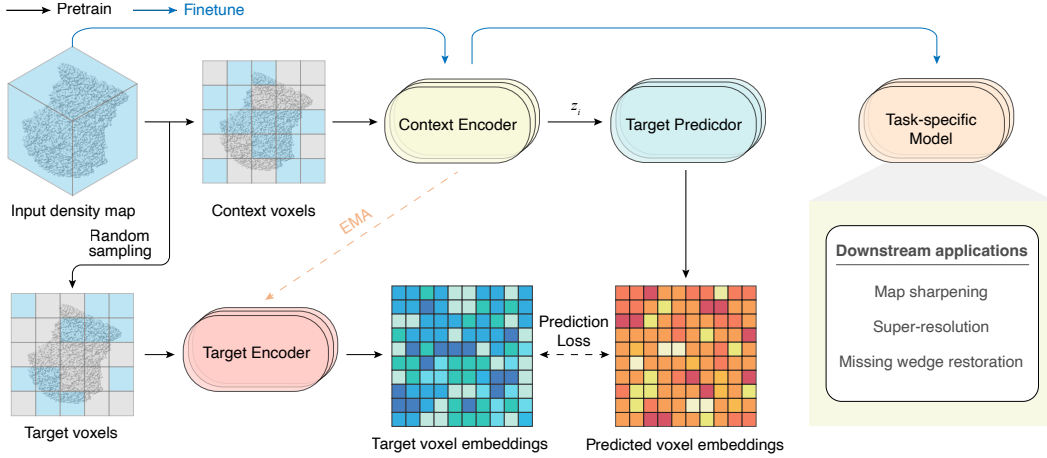 Pretrain
Finetune
Input density map
Context voxels
Context Encoder
z_i
Target Predicdor
Task-specific
Model
Random
sampling
EMA
Target voxels
Target Encoder
Target voxel embeddings
Prediction
Loss
Predicted voxel embeddings
Downstream applications
Map sharpening
Super-resolution
Missing wedge restoration